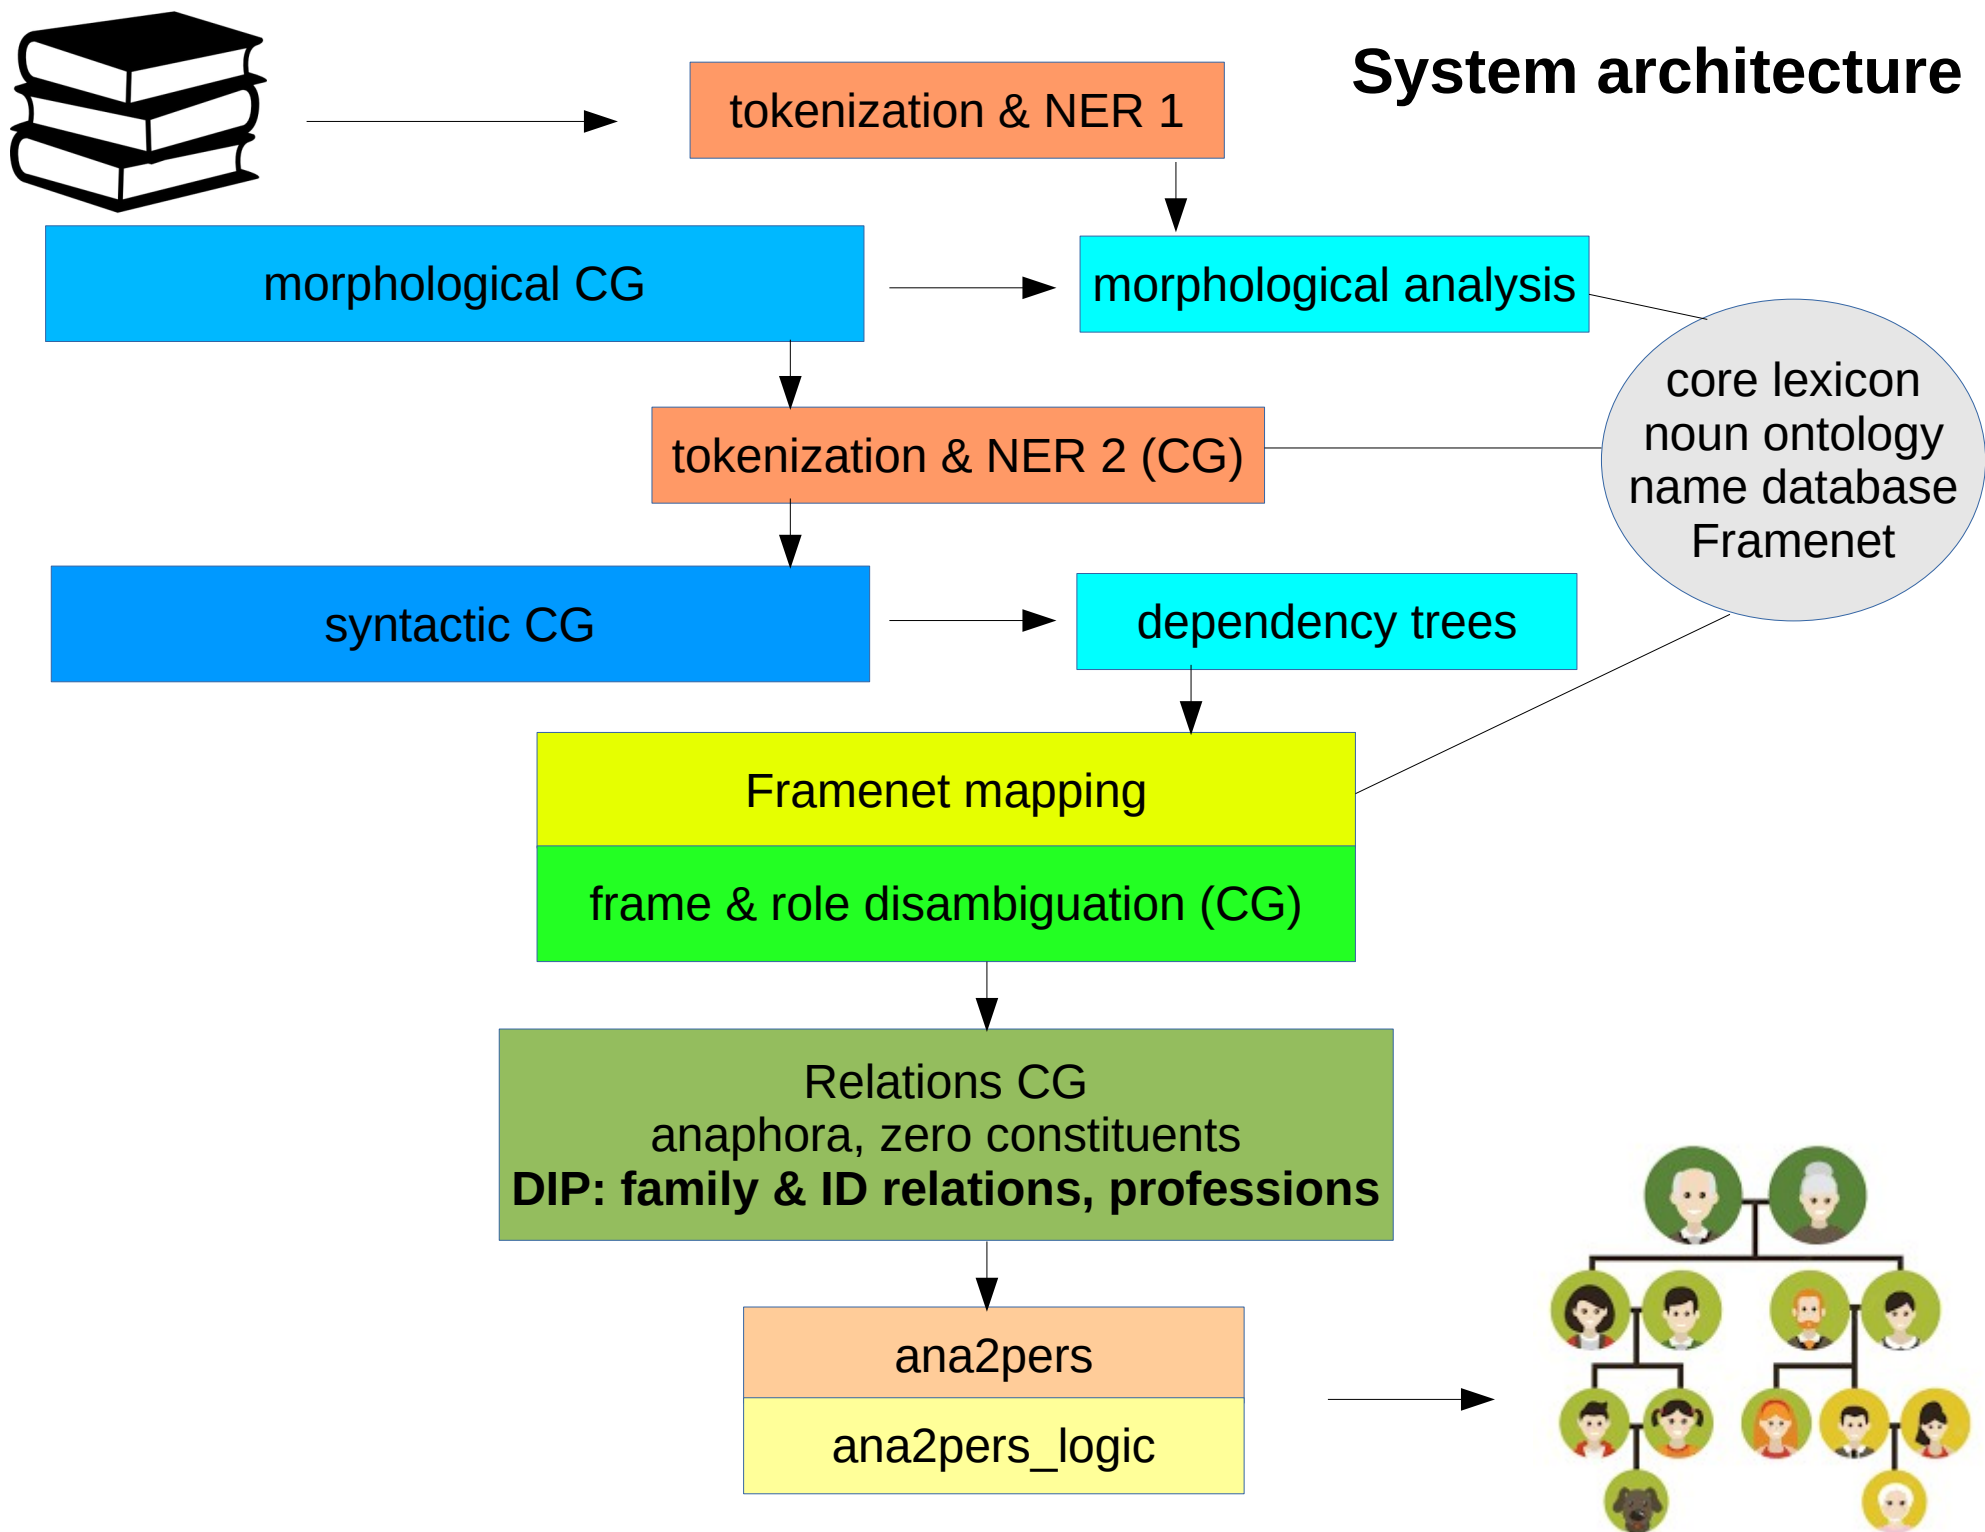 System architecture
tokenization & NER 1
morphological CG
morphological analysis
core lexicon
noun ontology
name database
Framenet
tokenization & NER 2 (CG)
syntactic CG
dependency trees
Framenet mapping
frame & role disambiguation (CG)
Relations CG
anaphora, zero constituents
DIP: family & ID relations, professions
ana2pers
ana2pers_logic